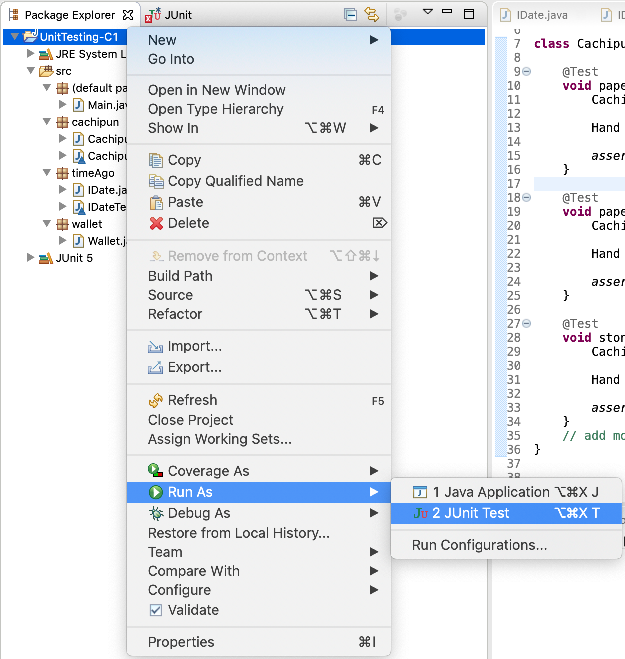 Package Explorer
JUnit
UnitTesting-C1
JRE System L
src
(default pa
Main.jav
cachipun
Cachipu
Cachipu
timeAgo
IDate.ja
IDateTe
wallet
Wallet.j
JUnit 5
New
Go Into
Open in New Window
Open Type Hierarchy F4
Show In ⌥⌘W
Copy ⌘C
Copy Qualified Name
Paste ⌘V
Delete ⌦
Remove from Context ⌥⇧⌘↓
Build Path
Source ⌥⌘S
Refactor ⌥⌘T
Import...
Export...
Refresh F5
Close Project
Assign Working Sets...
Coverage As
Run As
Debug As
Restore from Local History...
Team
Compare With
Configure
Validate
Properties ⌘I
1 Java Application ⌥⌘X J
2 JUnit Test ⌥⌘X T
Run Configurations...
IDate.java
IDate
6
7 class Cachipu
8
9 @Test
10 void pape
11 Cachi
12
13 Hand
14
15 asser
16 }
17
18 @Test
19 void pape
20 Cachi
21
22 Hand
23
24 asser
25 }
26
27 @Test
28 void ston
29 Cachi
30
31 Hand
32
33 asser
34 }
35 // add mo
36 }
37
38